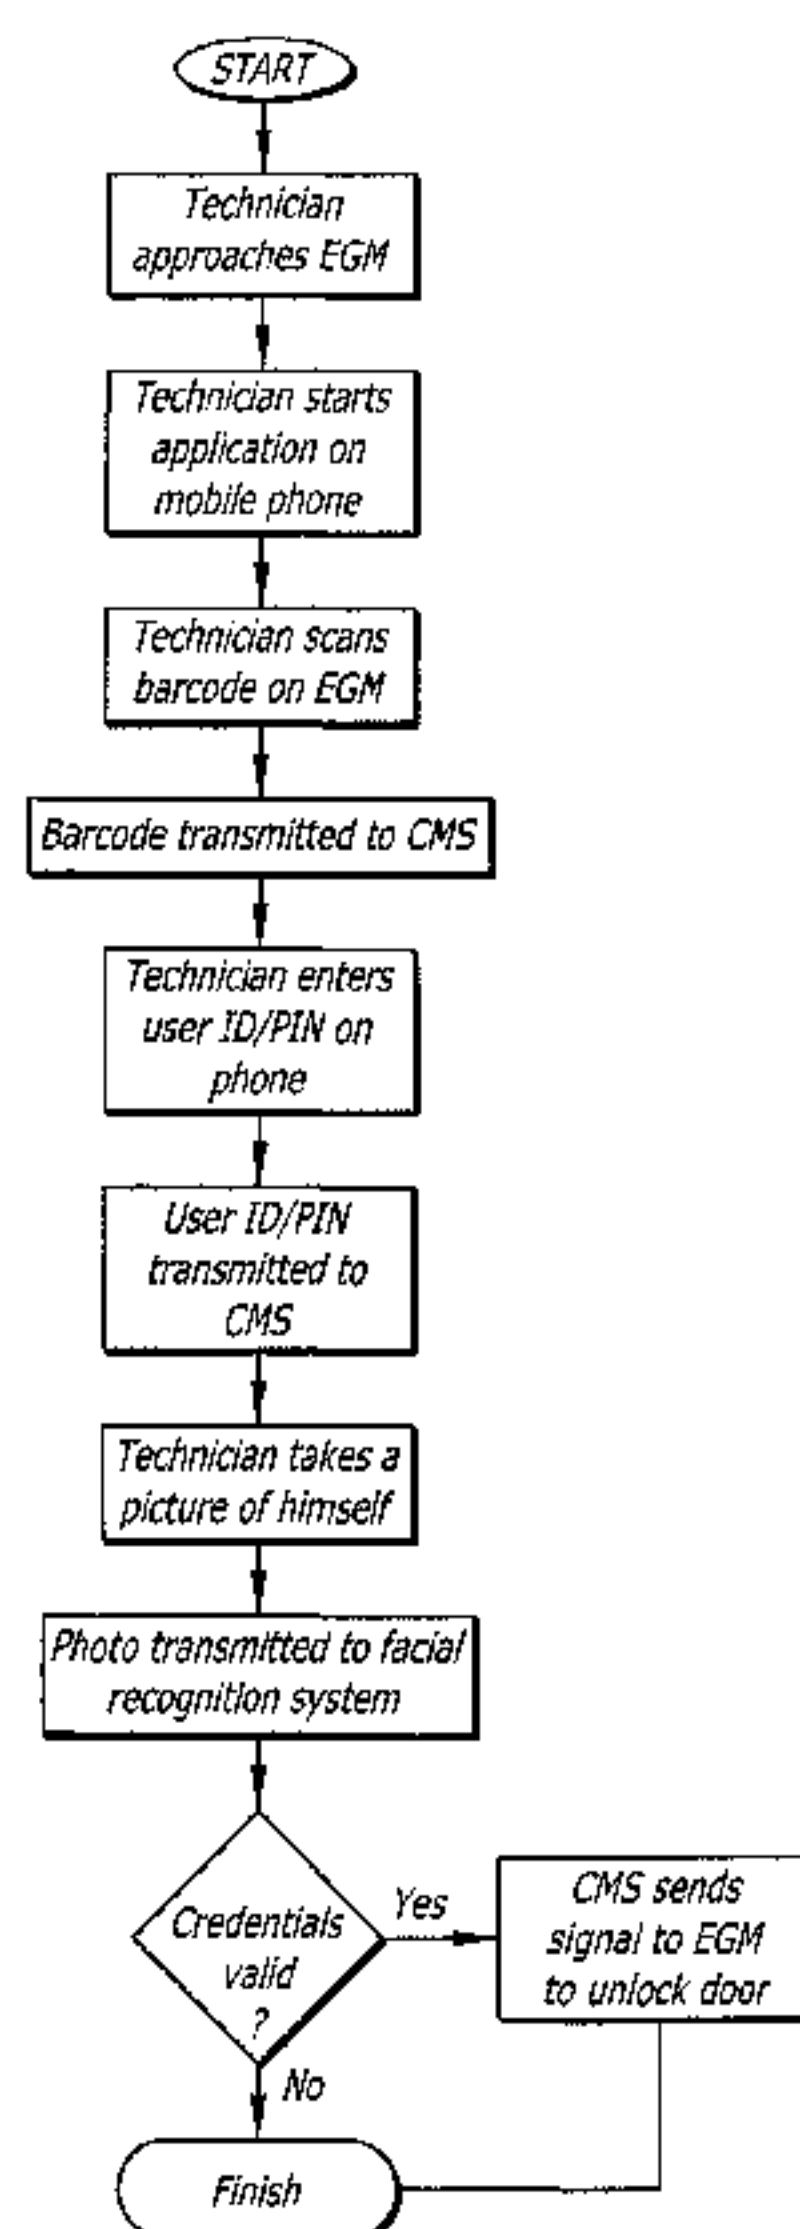 START
Technician
approaches EGM
Technician starts
application on
mobile phone
Technician scans
barcode on EGM
Barcode transmitted to CMS
Technician enters
user ID/PIN on
phone
User ID/PIN
transmitted to
CMS
Technician takes a
picture of himself
Photo transmitted to facial
recognition system
Credentials
valid
?
Yes
CMS sends
signal to EGM
to unlock door
No
Finish